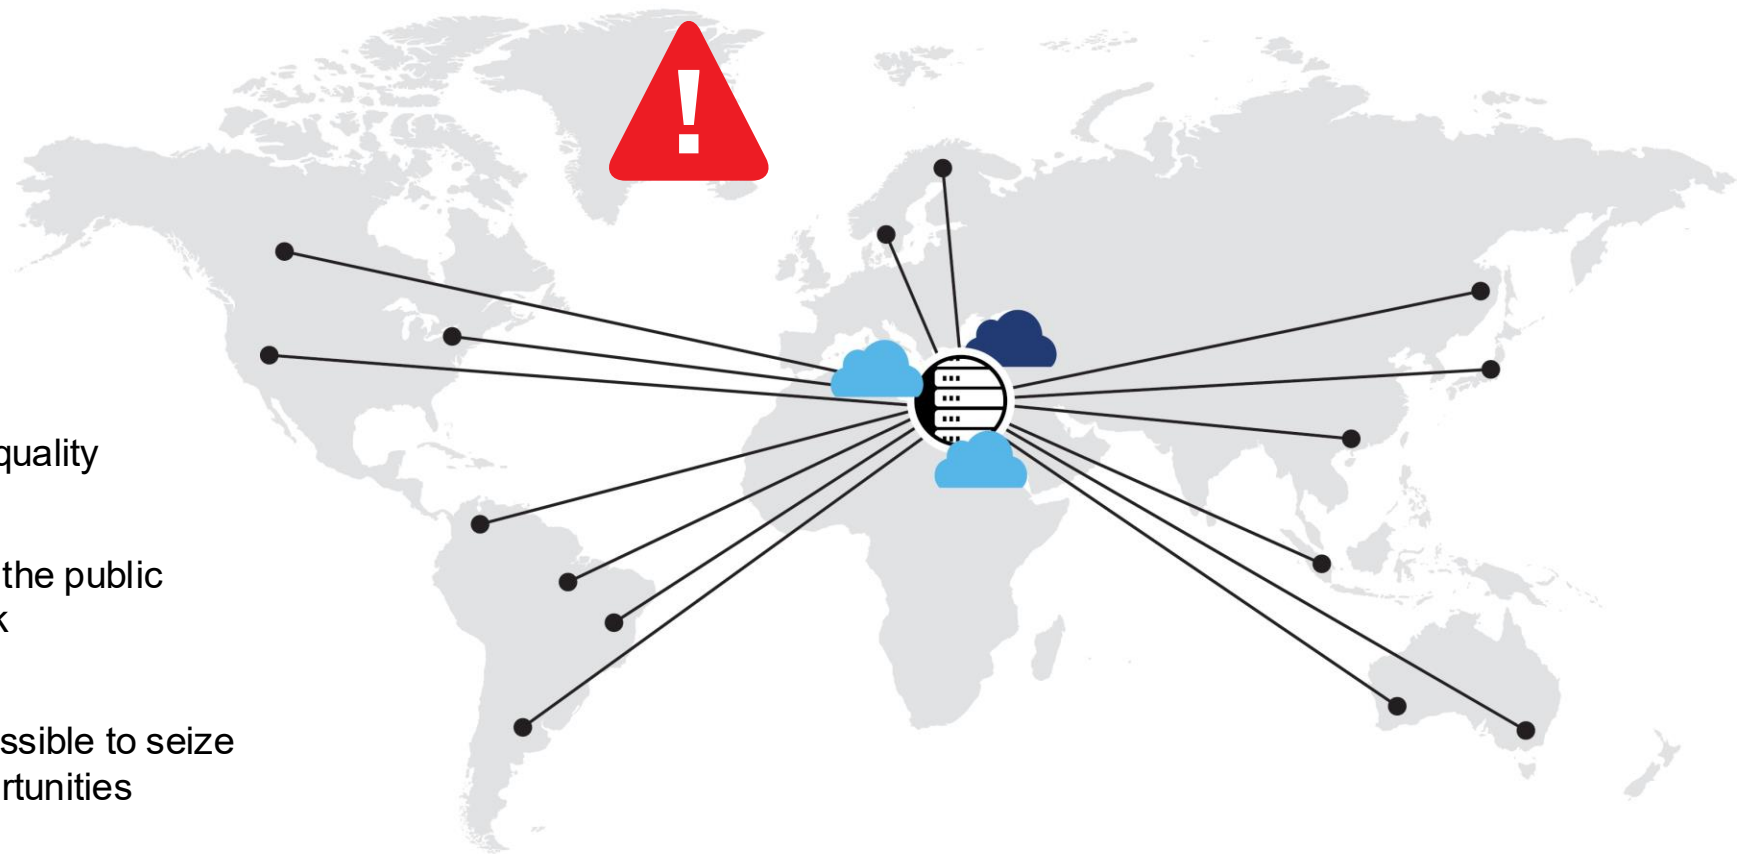 quality
the public
k
ssible to seize
rtunities
!